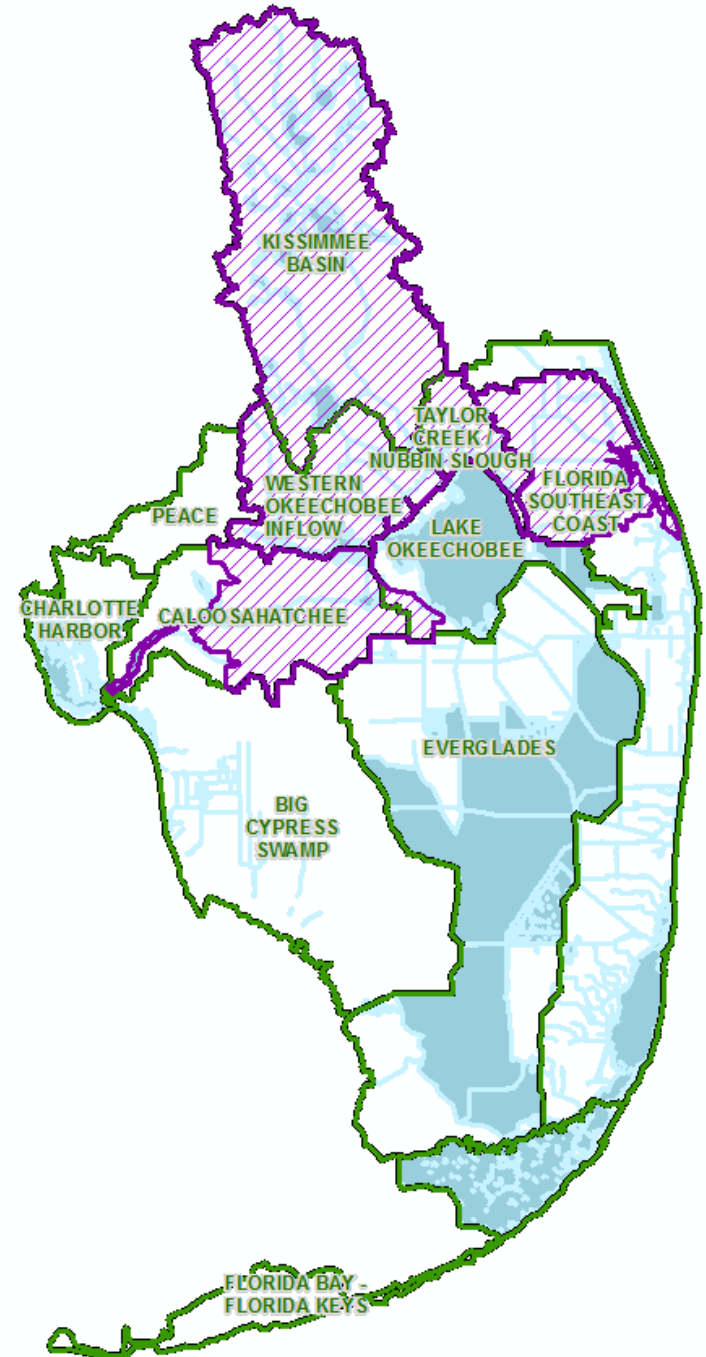 KISSIMMEE
BASIN
TAYLOR
CREEK /
NUBBIN SLOUGH
WESTERN
OKEECHOBEE
INFLOW
FLORIDA
SOUTHEAST
COAST
PEACE
LAKE
OKEECHOBEE
CHARLOTTE
HARBOR
CALOOSAHATCHEE
EVERGLADES
BIG
CYPRESS
SWAMP
FLORIDA BAY -
FLORIDA KEYS